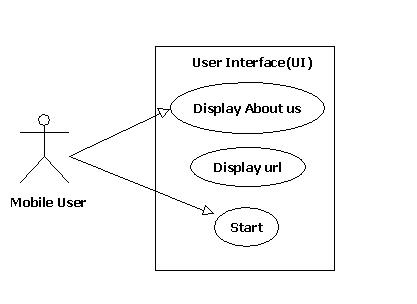 User Interface(UI)
Display About us
Display url
Mobile User
Start